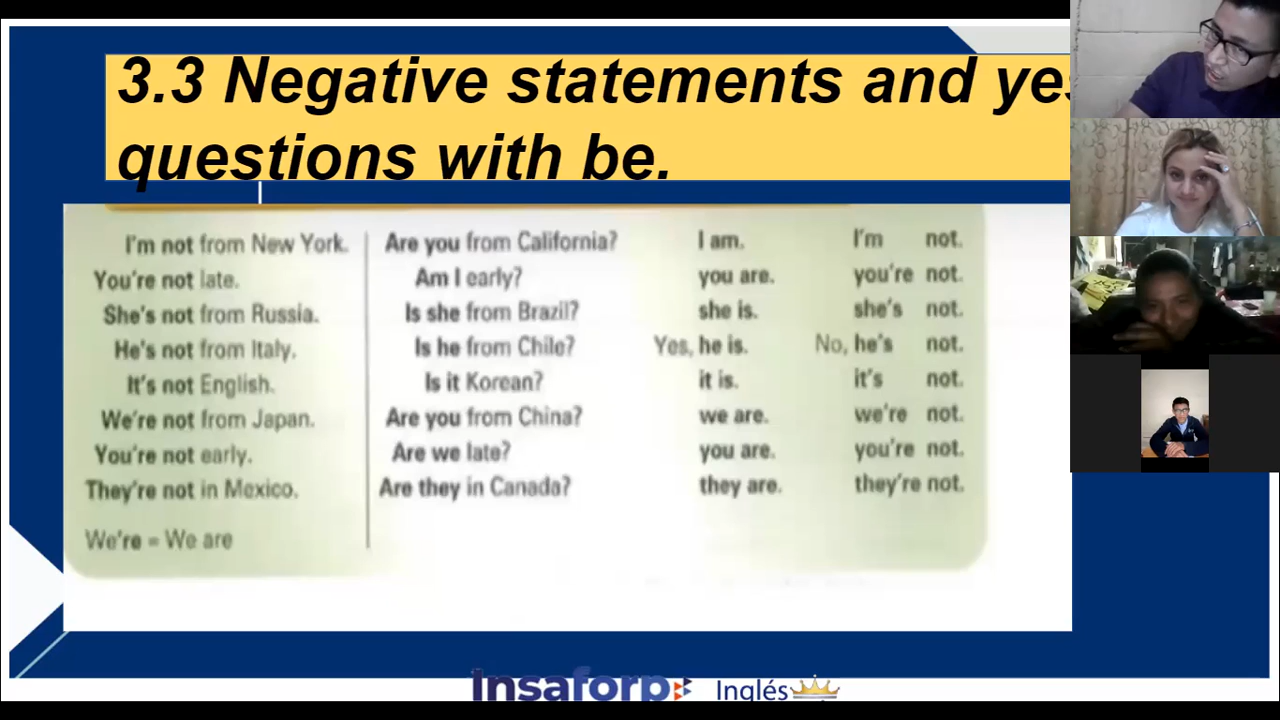 3.3 Negative statements and yes
questions with be.
I'm not from New York. Are you from California? I am. I'm not.
You're not late. Am I early? you are. you're not.
She's not from Russia. Is she from Brazil? she is. she's not.
He's not from Italy. Is he from Chile? Yes, he is. No, he's not.
It's not English. Is it Korean? it is. it's not.
We're not from Japan. Are you from China? we are. we're not.
You're not early. Are we late? you are. you're not.
They're not in Mexico. Are they in Canada? they are. they're not.
We're = We are
Insaforp Inglés